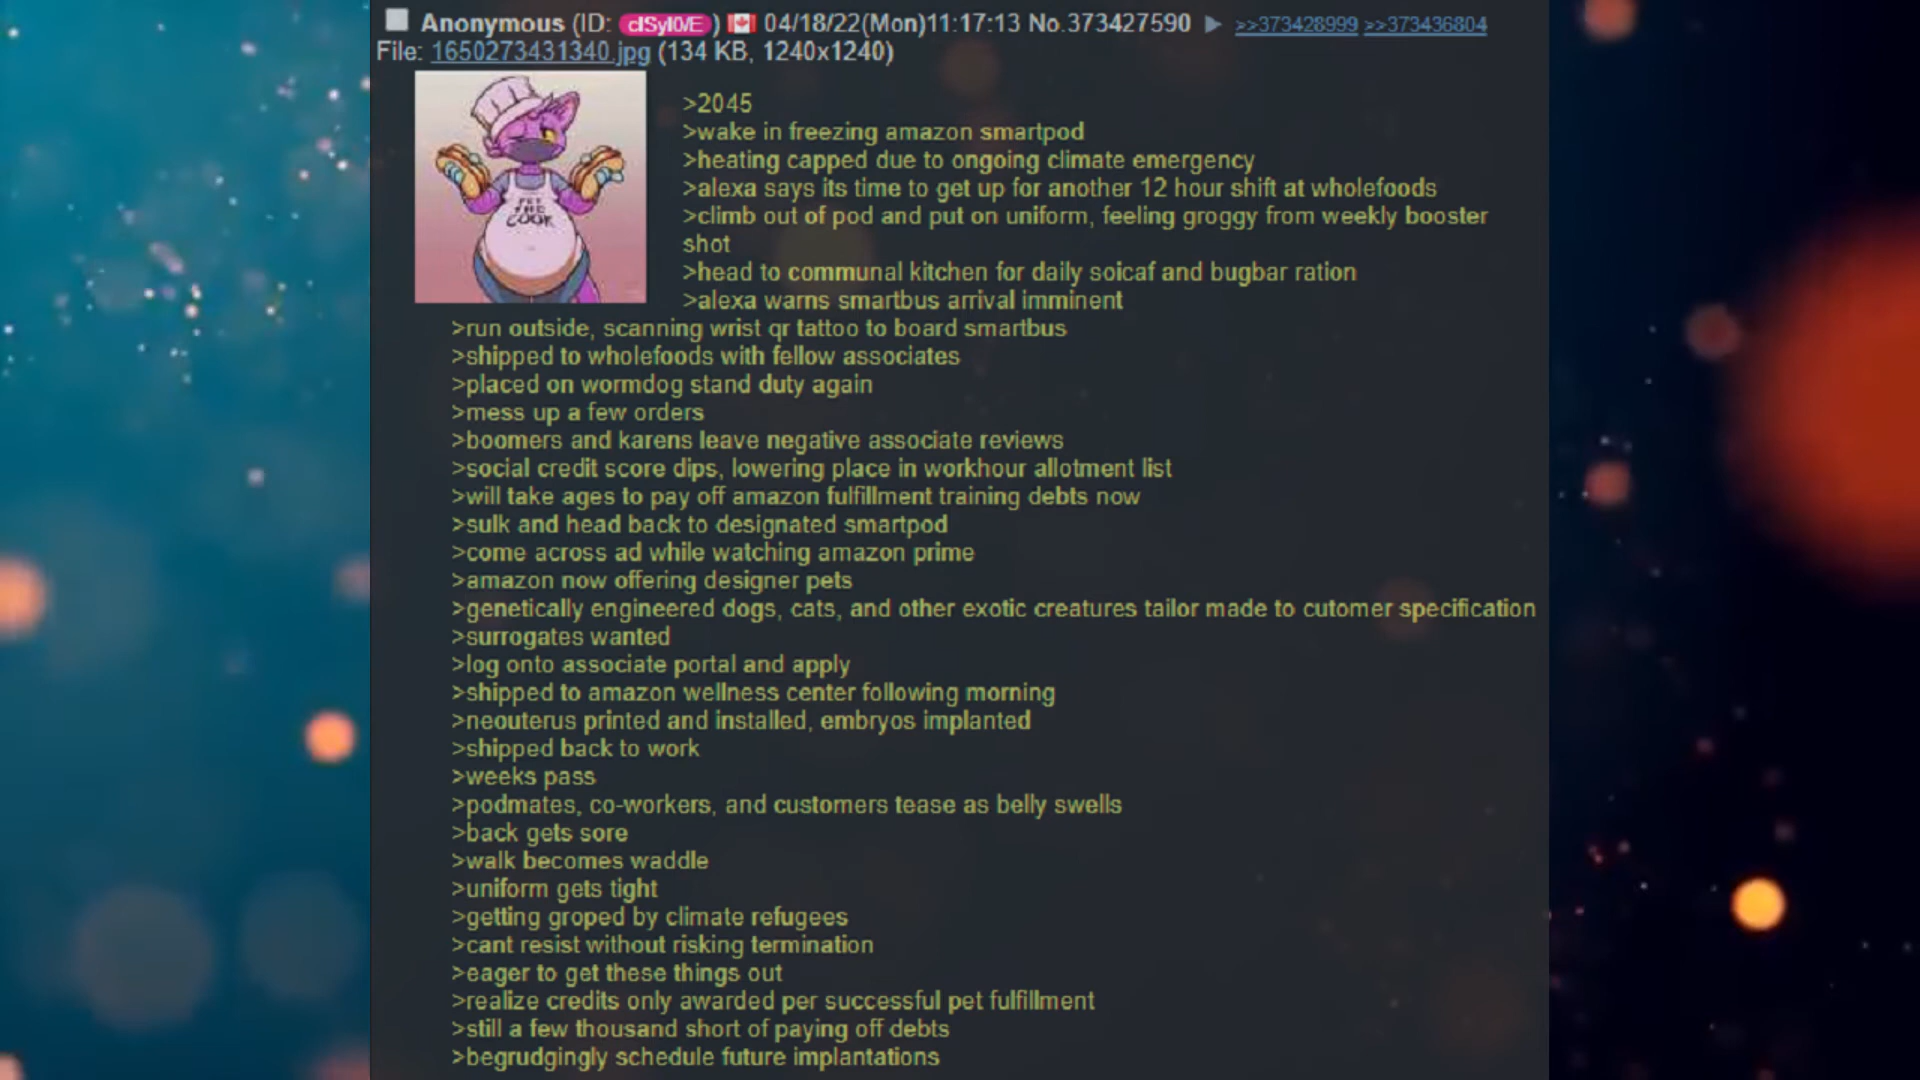 Anonymous (ID: cISyI0/E) 04/18/22(Mon)11:17:13 No.373427590 ▶ >>373428999 >>373436804
File: 1650273431340.jpg (134 KB, 1240x1240)
PET
THE
COOK
>2045
>wake in freezing amazon smartpod
>heating capped due to ongoing climate emergency
>alexa says its time to get up for another 12 hour shift at wholefoods
>climb out of pod and put on uniform, feeling groggy from weekly booster
shot
>head to communal kitchen for daily soicaf and bugbar ration
>alexa warns smartbus arrival imminent
>run outside, scanning wrist qr tattoo to board smartbus
>shipped to wholefoods with fellow associates
>placed on wormdog stand duty again
>mess up a few orders
>boomers and karens leave negative associate reviews
>social credit score dips, lowering place in workhour allotment list
>will take ages to pay off amazon fulfillment training debts now
>sulk and head back to designated smartpod
>come across ad while watching amazon prime
>amazon now offering designer pets
>genetically engineered dogs, cats, and other exotic creatures tailor made to cutomer specification
>surrogates wanted
>log onto associate portal and apply
>shipped to amazon wellness center following morning
>neouterus printed and installed, embryos implanted
>shipped back to work
>weeks pass
>podmates, co-workers, and customers tease as belly swells
>back gets sore
>walk becomes waddle
>uniform gets tight
>getting groped by climate refugees
>cant resist without risking termination
>eager to get these things out
>realize credits only awarded per successful pet fulfillment
>still a few thousand short of paying off debts
>begrudgingly schedule future implantations